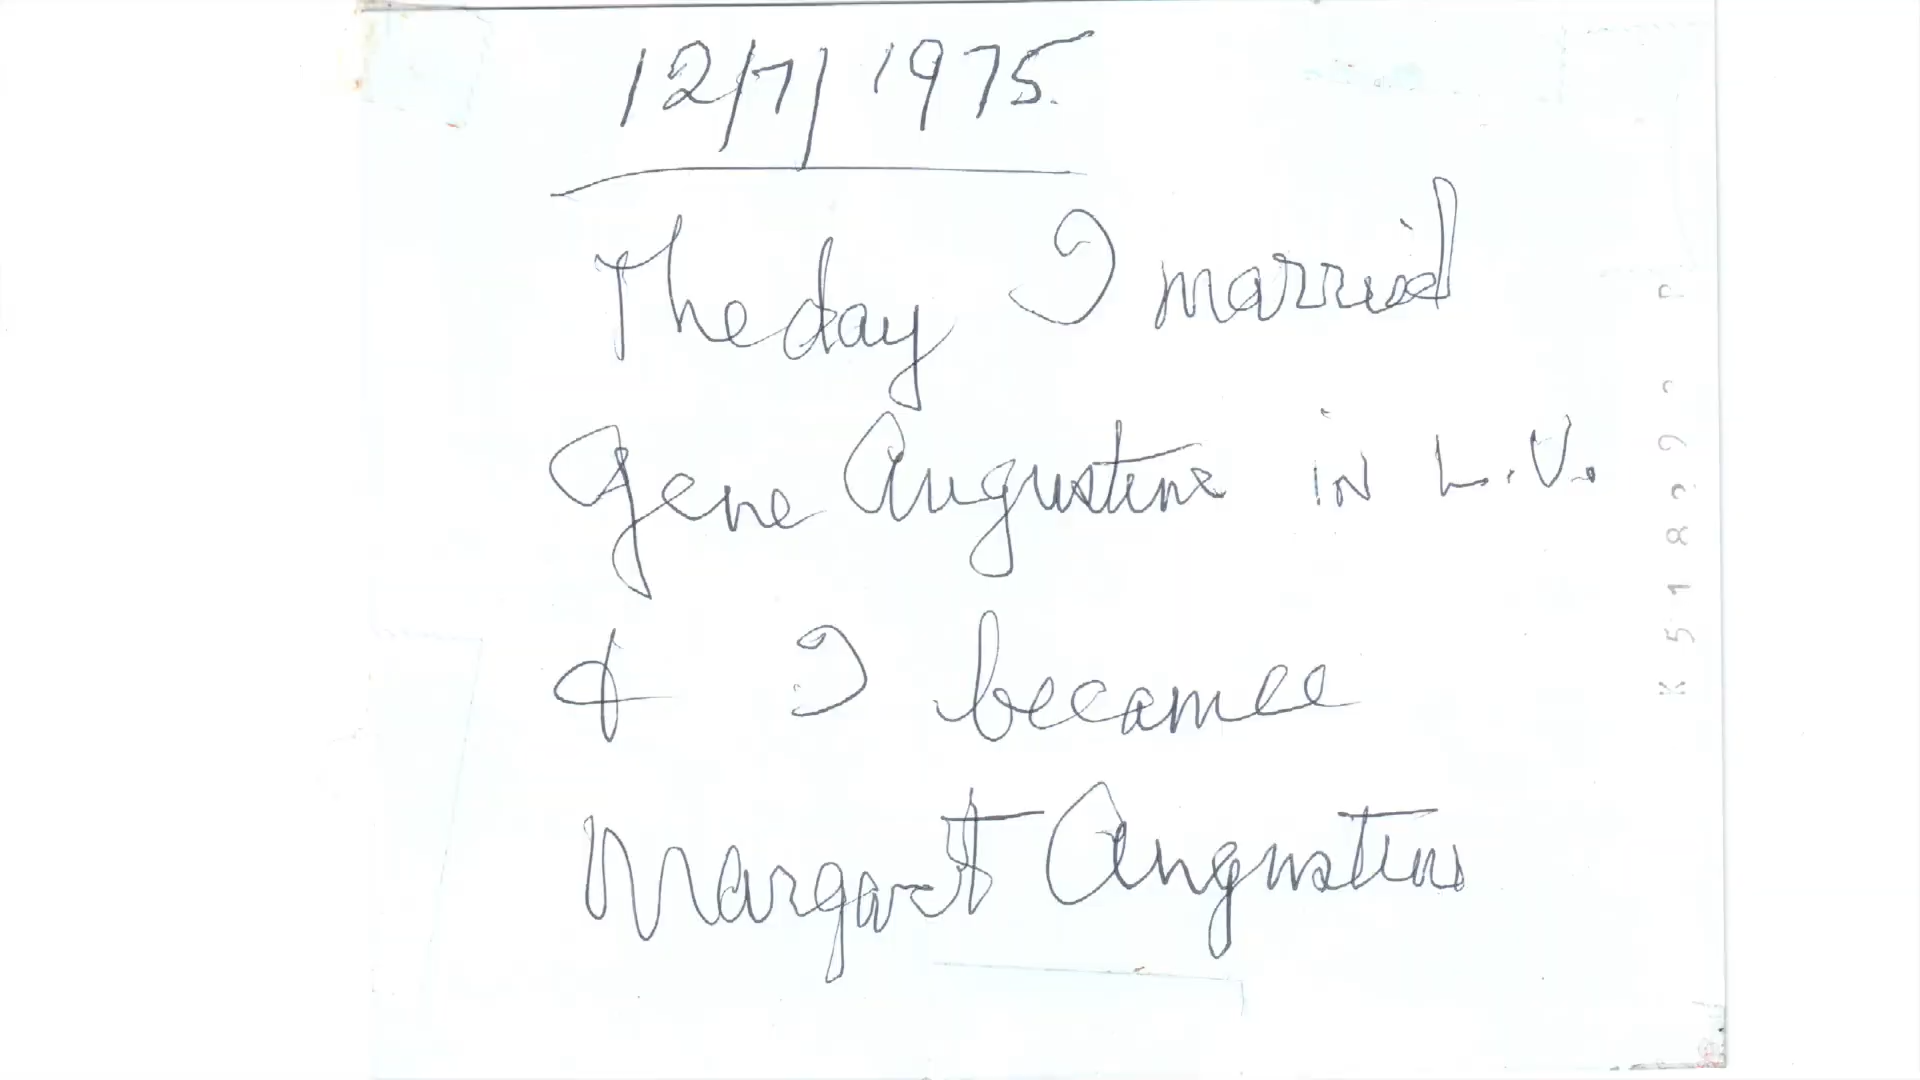 12/7/1975.
The day I married
Gene Augustine in L.V.
& I becamee
Margaret Augustine